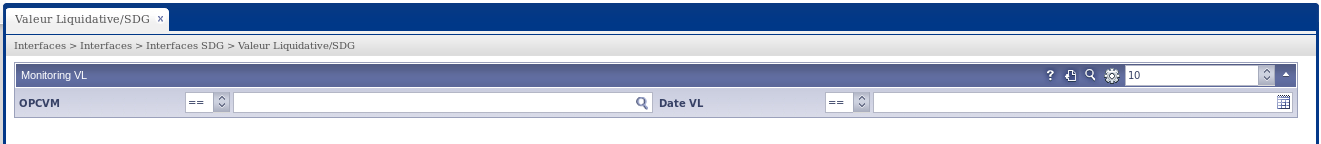 Valeur Liquidative/SDG x
Interfaces > Interfaces > Interfaces SDG > Valeur Liquidative/SDG
Monitoring VL ? 10
OPCVM == Date VL ==